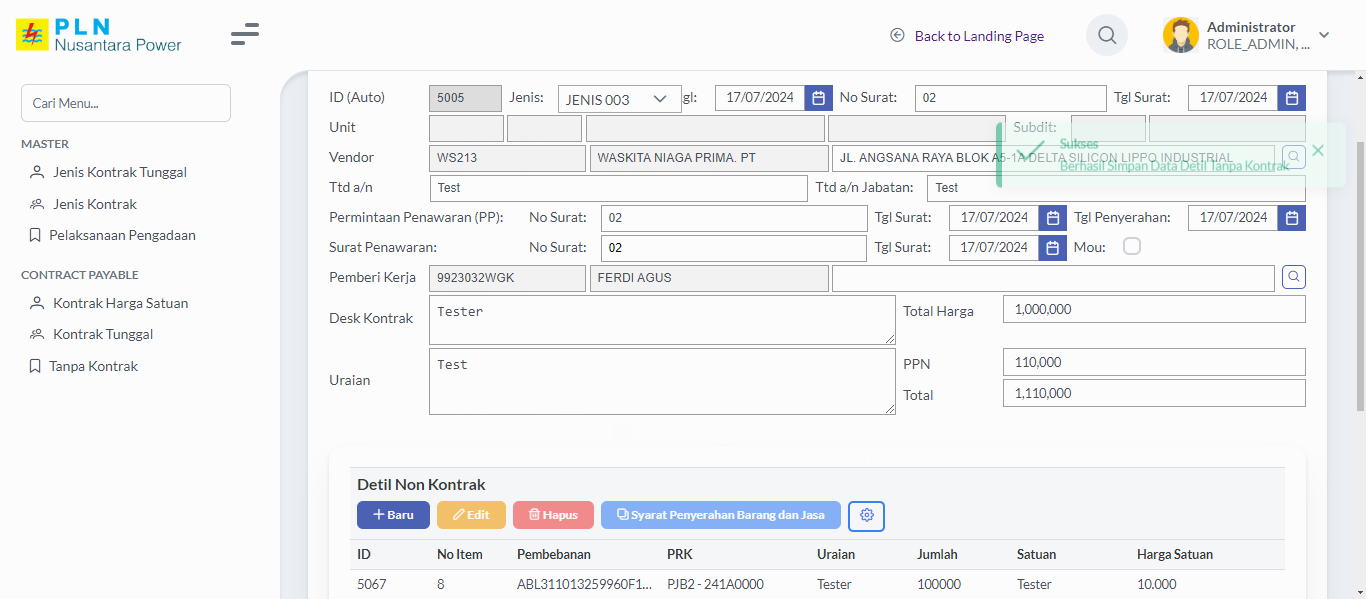 PLN
Nusantara Power
Back to Landing Page
Administrator
ROLE_ADMIN, ...
Cari Menu...
MASTER
Jenis Kontrak Tunggal
Jenis Kontrak
Pelaksanaan Pengadaan
CONTRACT PAYABLE
Kontrak Harga Satuan
Kontrak Tunggal
Tanpa Kontrak
ID (Auto) 5005 Jenis: JENIS 003 gl: 17/07/2024 No Surat: 02 Tgl Surat: 17/07/2024
Unit Subdit:
Sukses
Berhasil Simpan Data Detil Tanpa Kontrak
Vendor WS213 WASKITA NIAGA PRIMA. PT JL. ANGSANA RAYA BLOK A5-1A DELTA SILICON LIPPO INDUSTRIAL
Ttd a/n Test Ttd a/n Jabatan: Test
Permintaan Penawaran (PP): No Surat: 02 Tgl Surat: 17/07/2024 Tgl Penyerahan: 17/07/2024
Surat Penawaran: No Surat: 02 Tgl Surat: 17/07/2024 Mou:
Pemberi Kerja 9923032WGK FERDI AGUS
Desk Kontrak Tester Total Harga 1,000,000
Uraian Test PPN 110,000
Total 1,110,000
Detil Non Kontrak
Baru Edit Hapus Syarat Penyerahan Barang dan Jasa
ID No Item Pembebanan PRK Uraian Jumlah Satuan Harga Satuan
5067 8 ABL311013259960F1... PJB2 - 241A0000 Tester 100000 Tester 10.000